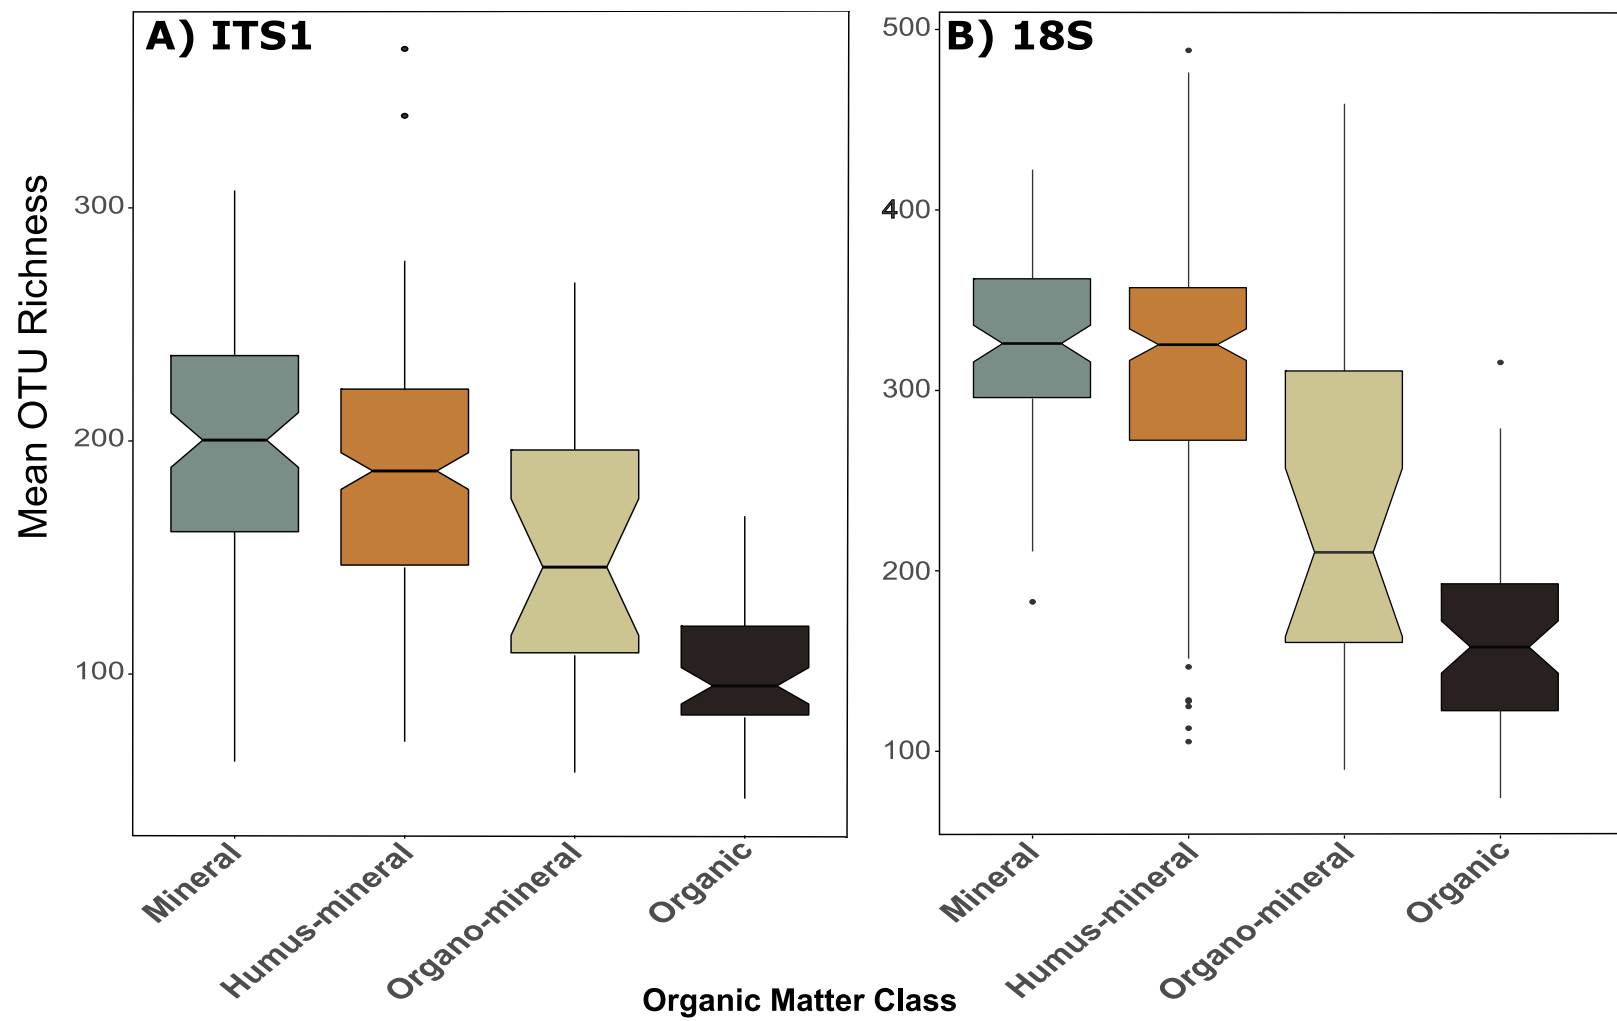 A) ITS1
B) 18S
Mean OTU Richness
300
200
100
500
400
300
200
100
Mineral
Humus-mineral
Organo-mineral
Organic
Mineral
Humus-mineral
Organo-mineral
Organic
Organic Matter Class